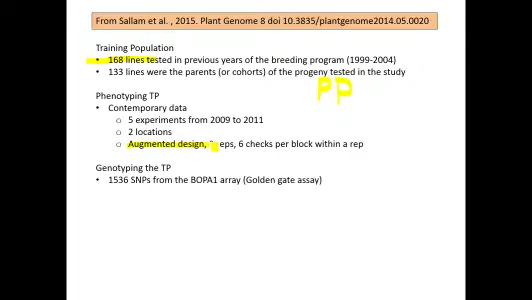 From Sallam et al. , 2015. Plant Genome 8 doi 10.3835/plantgenome2014.05.0020
Training Population
• 168 lines tested in previous years of the breeding program (1999-2004)
• 133 lines were the parents (or cohorts) of the progeny tested in the study
PP
Phenotyping TP
• Contemporary data
o 5 experiments from 2009 to 2011
o 2 locations
o Augmented design, eps, 6 checks per block within a rep
Genotyping the TP
• 1536 SNPs from the BOPA1 array (Golden gate assay)